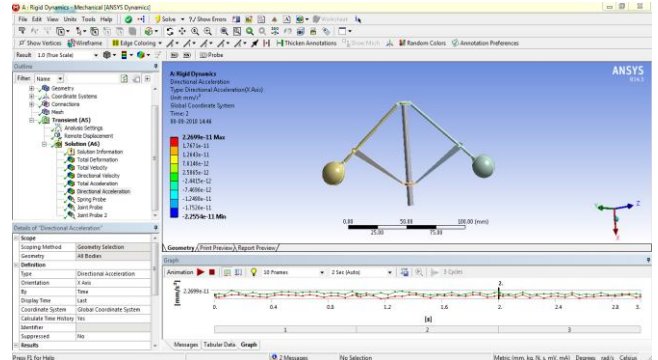 A : Rigid Dynamics - Mechanical [ANSYS Dynamics]
File Edit View Units Tools Help Solve ?/ Show Errors Worksheet
Show Vertices Wireframe Edge Coloring Thicken Annotations Show Mesh Random Colors Annotation Preferences
Result 1.0 (True Scale) Probe
Outline
Filter: Name
Geometry
Coordinate Systems
Connections
Mesh
Transient (A5)
Analysis Settings
Remote Displacement
Solution (A6)
Solution Information
Total Deformation
Total Velocity
Directional Velocity
Total Acceleration
Directional Acceleration
Spring Probe
Joint Probe
Joint Probe 2
Details of "Directional Acceleration"
Scope
Scoping Method Geometry Selection
Geometry All Bodies
Definition
Type Directional Acceleration
Orientation X Axis
By Time
Display Time Last
Coordinate System Global Coordinate System
Calculate Time History Yes
Identifier
Suppressed No
Results
A: Rigid Dynamics
Directional Acceleration
Type: Directional Acceleration(X Axis)
Unit: mm/s²
Global Coordinate System
Time: 2
2.2699e-11 Max
-2.2554e-11 Min
ANSYS
0.00 50.00 100.00 (mm)
25.00 75.00
Z
X
Geometry Print Preview Report Preview
Graph
Animation 10 Frames 2 Sec (Auto) 3 Cycles
2.2699e-11
[mm/s²]
2.
0. 0.4 0.8 1.2 1.6 2. 2.4 2.8 3.
[s]
1 2 3
Messages Tabular Data Graph
Press F1 for Help 2 Messages No Selection Metric (mm, kg, N, s, mV, mA) Degrees rad/s Celsius